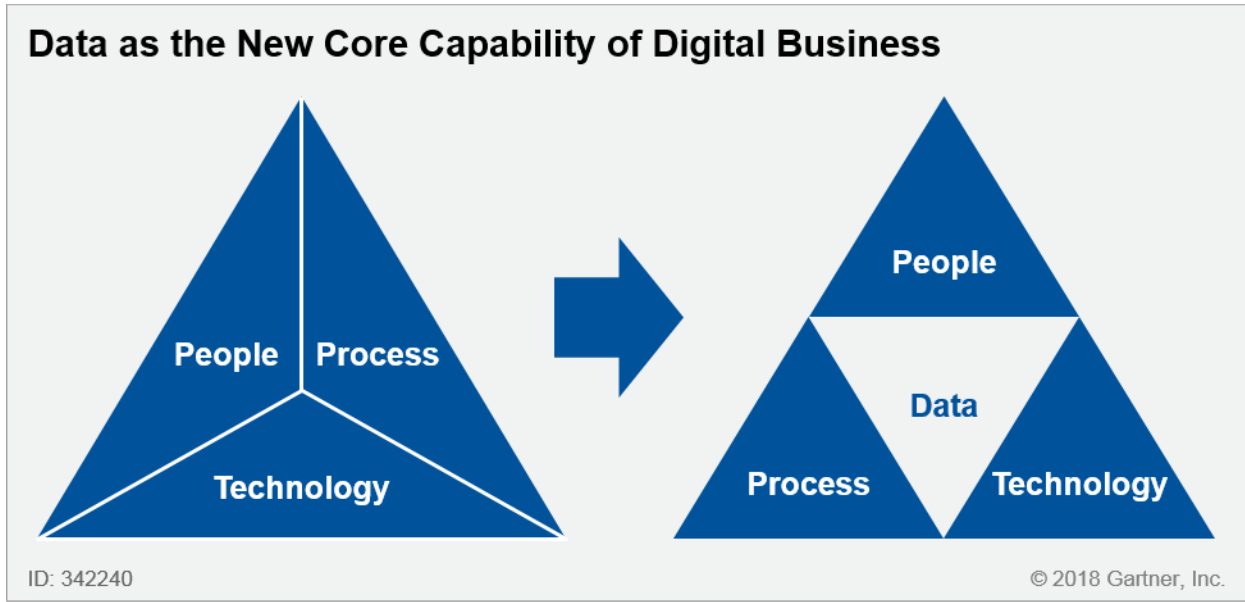 Data as the New Core Capability of Digital Business
People Process
Technology
People
Data
Process Technology
ID: 342240
© 2018 Gartner, Inc.